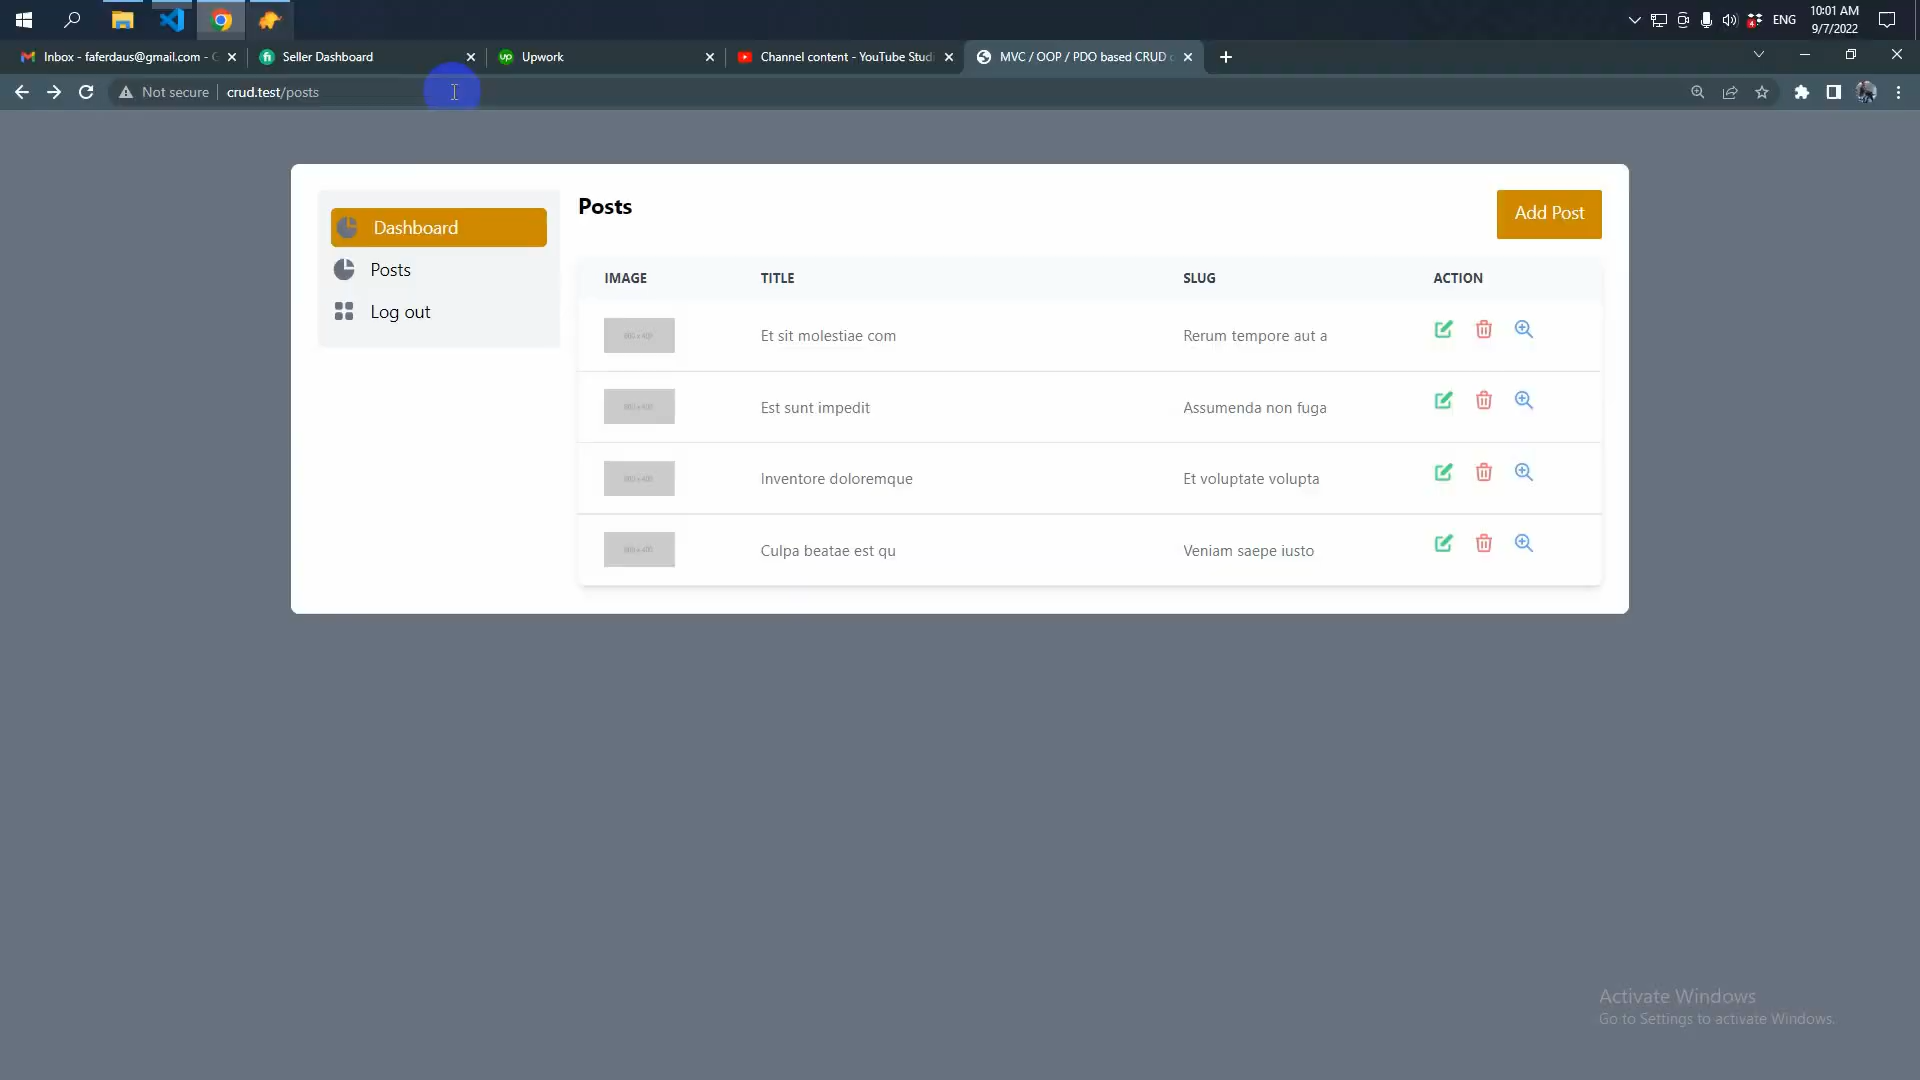 ENG
10:01 AM
9/7/2022
Inbox - faferdaus@gmail.com -
Seller Dashboard
Upwork
Channel content - YouTube Studi
MVC / OOP / PDO based CRUD
Not secure
crud.test/posts
Dashboard
Posts
Log out
Posts
Add Post
IMAGE
TITLE
SLUG
ACTION
Et sit molestiae com
Rerum tempore aut a
Est sunt impedit
Assumenda non fuga
Inventore doloremque
Et voluptate volupta
Culpa beatae est qu
Veniam saepe iusto
Activate Windows
Go to Settings to activate Windows.